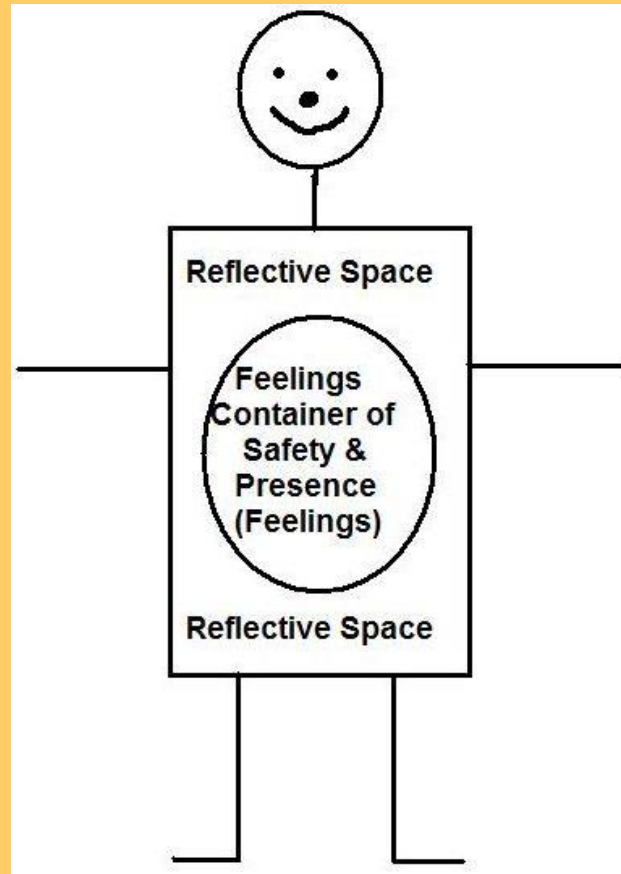 Reflective Space
Feelings
Container of
Safety &
Presence
(Feelings)
Reflective Space